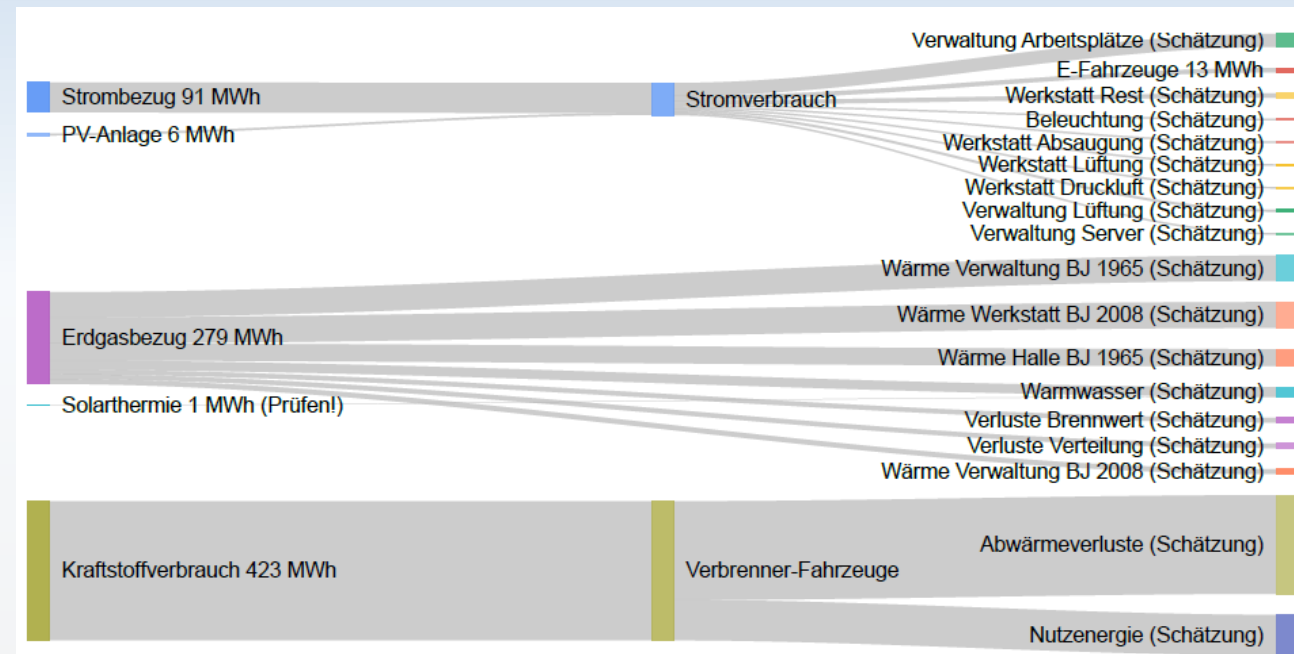 Verwaltung Arbeitsplätze (Schätzung)
E-Fahrzeuge 13 MWh
Strombezug 91 MWh
Stromverbrauch
Werkstatt Rest (Schätzung)
Beleuchtung (Schätzung)
PV-Anlage 6 MWh
Werkstatt Absaugung (Schätzung)
Werkstatt Lüftung (Schätzung)
Werkstatt Druckluft (Schätzung)
Verwaltung Lüftung (Schätzung)
Verwaltung Server (Schätzung)
Wärme Verwaltung BJ 1965 (Schätzung)
Wärme Werkstatt BJ 2008 (Schätzung)
Erdgasbezug 279 MWh
Wärme Halle BJ 1965 (Schätzung)
Warmwasser (Schätzung)
Solarthermie 1 MWh (Prüfen!)
Verluste Brennwert (Schätzung)
Verluste Verteilung (Schätzung)
Wärme Verwaltung BJ 2008 (Schätzung)
Abwärmeverluste (Schätzung)
Kraftstoffverbrauch 423 MWh
Verbrenner-Fahrzeuge
Nutzenergie (Schätzung)